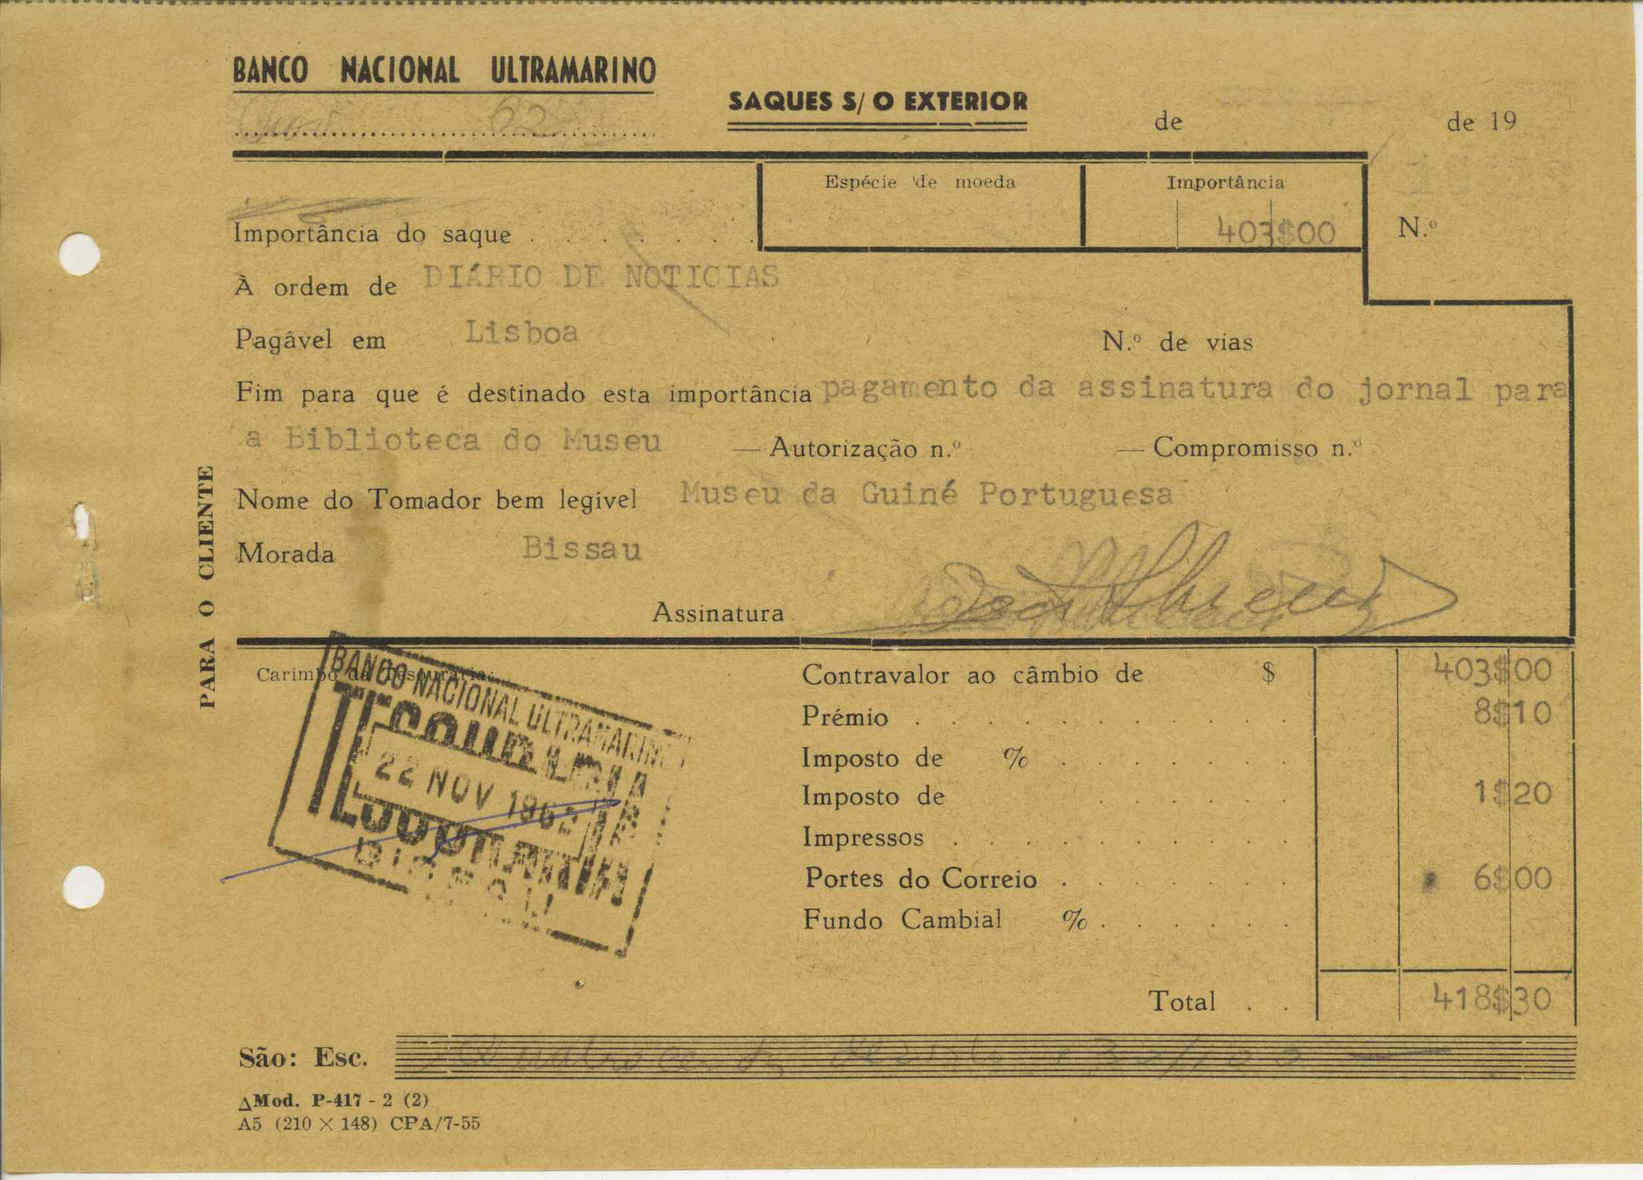 BANCO NACIONAL ULTRAMARINO
SAQUES S/ O EXTERIOR
de de 19
Espécie de moeda Importância
Importância do saque . . . . . . . 403$00 N.º
À ordem de DIÁRIO DE NOTICIAS
Pagável em Lisboa N.º de vias
Fim para que é destinado esta importância pagamento da assinatura do jornal para
a Biblioteca do Museu — Autorização n.º — Compromisso n.º
Nome do Tomador bem legivel Museu da Guiné Portuguesa
Morada Bissau
Assinatura
PARA O CLIENTE
Contravalor ao câmbio de $ 403$00
Prémio . . . . . . . . . . . 8$10
Imposto de % . . . . . . .
Imposto de . . . . . . 1$20
Impressos . . . . . . . . . .
Portes do Correio . . . . . . . 6$00
Fundo Cambial % . . . . . .
Total . . 418$30
BANCO NACIONAL ULTRAMARINO
22 NOV 1962
BISSAU
São: Esc.
△Mod. P-417 - 2 (2)
A5 (210 × 148) CPA/7-55